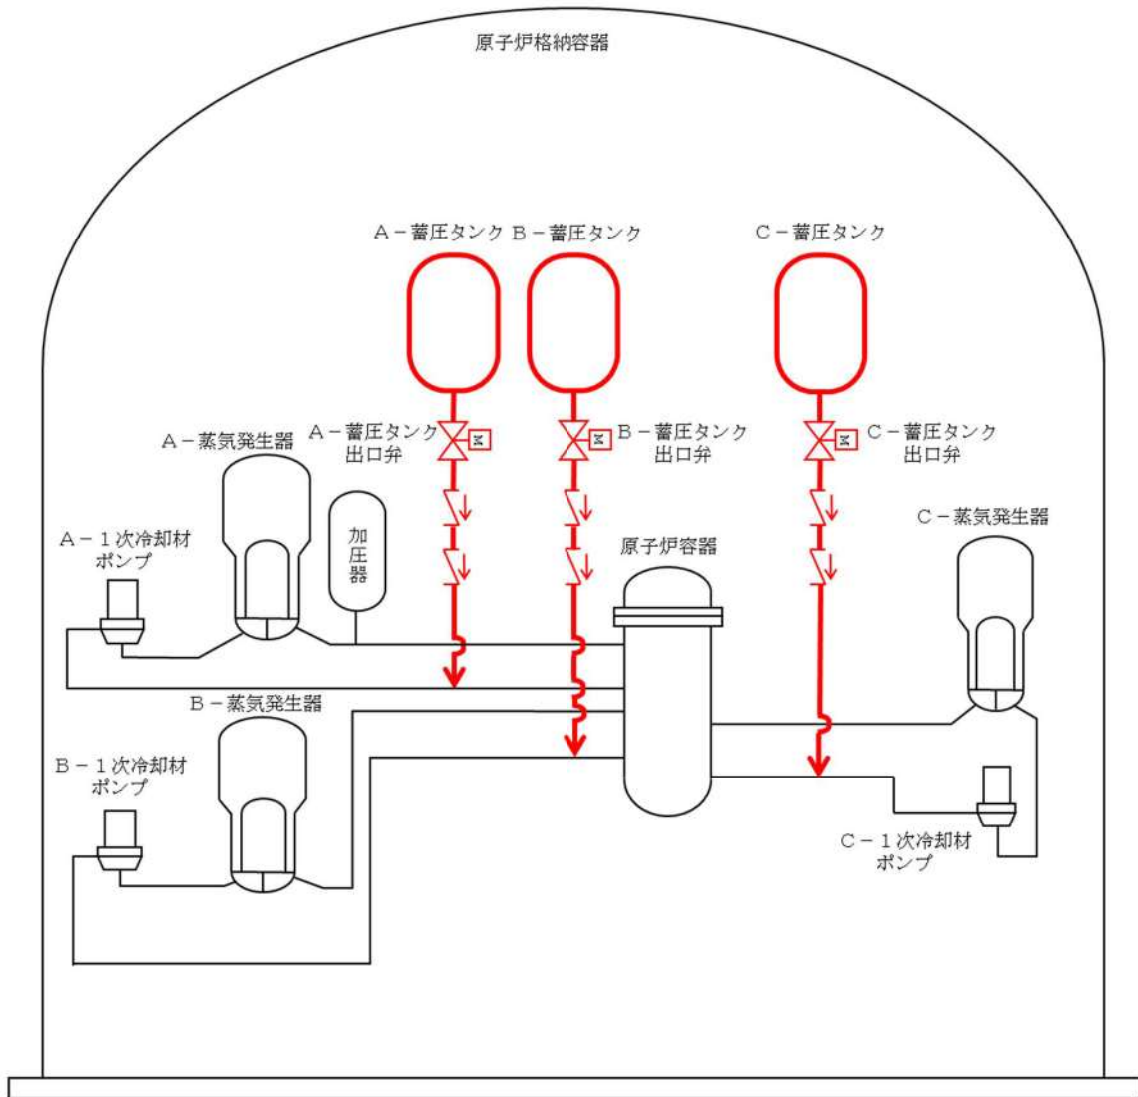 原子炉格納容器
A－蓄圧タンク
B－蓄圧タンク
C－蓄圧タンク
A－蒸気発生器
A－蓄圧タンク
出口弁
M
B－蓄圧タンク
出口弁
M
C－蓄圧タンク
出口弁
M
加
圧
器
A－1次冷却材
ポンプ
原子炉容器
C－蒸気発生器
B－蒸気発生器
B－1次冷却材
ポンプ
C－1次冷却材
ポンプ